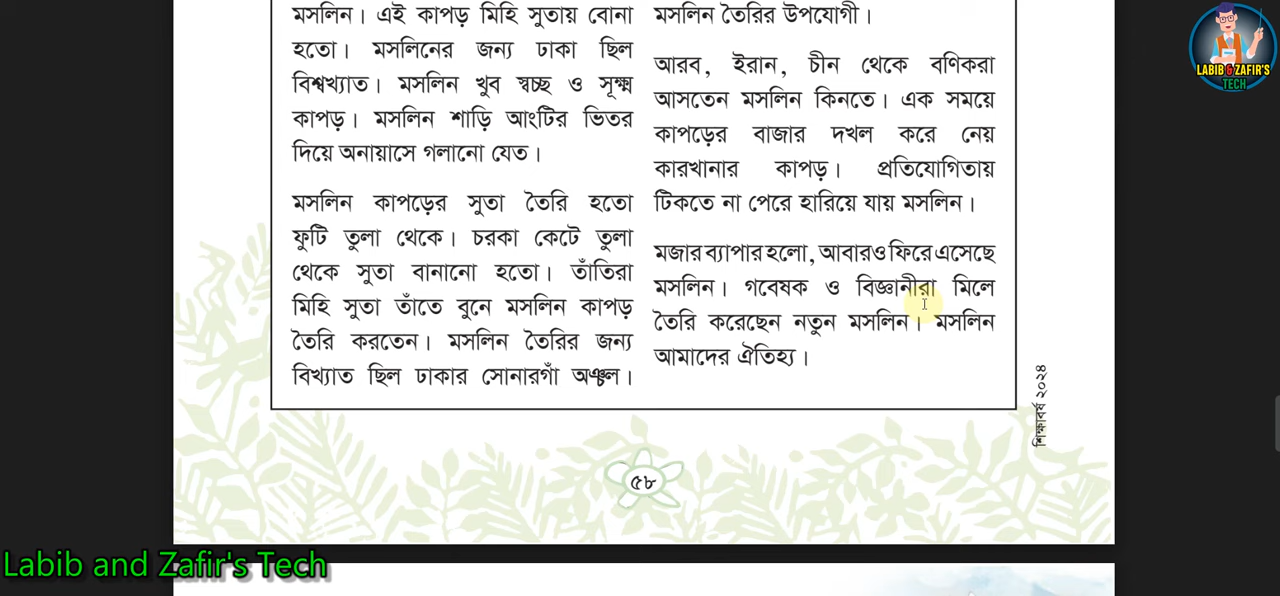 মসলিন। এই কাপড় মিহি সুতায় বোনা
হতো। মসলিনের জন্য ঢাকা ছিল
বিশ্বখ্যাত। মসলিন খুব স্বচ্ছ ও সূক্ষ্ম
কাপড়। মসলিন শাড়ি আংটির ভিতর
দিয়ে অনায়াসে গলানো যেত।
মসলিন কাপড়ের সুতা তৈরি হতো
ফুটি তুলা থেকে। চরকা কেটে তুলা
থেকে সুতা বানানো হতো। তাঁতিরা
মিহি সুতা তাঁতে বুনে মসলিন কাপড়
তৈরি করতেন। মসলিন তৈরির জন্য
বিখ্যাত ছিল ঢাকার সোনারগাঁ অঞ্চল।
মসলিন তৈরির উপযোগী।
আরব, ইরান, চীন থেকে বণিকরা
আসতেন মসলিন কিনতে। এক সময়ে
কাপড়ের বাজার দখল করে নেয়
কারখানার কাপড়। প্রতিযোগিতায়
টিকতে না পেরে হারিয়ে যায় মসলিন।
মজার ব্যাপার হলো, আবারও ফিরে এসেছে
মসলিন। গবেষক ও বিজ্ঞানীরা মিলে
তৈরি করেছেন নতুন মসলিন। মসলিন
আমাদের ঐতিহ্য।
শিক্ষাবর্ষ ২০২৪
৫৮
LABIB & ZAFIR'S
TECH
Labib and Zafir's Tech